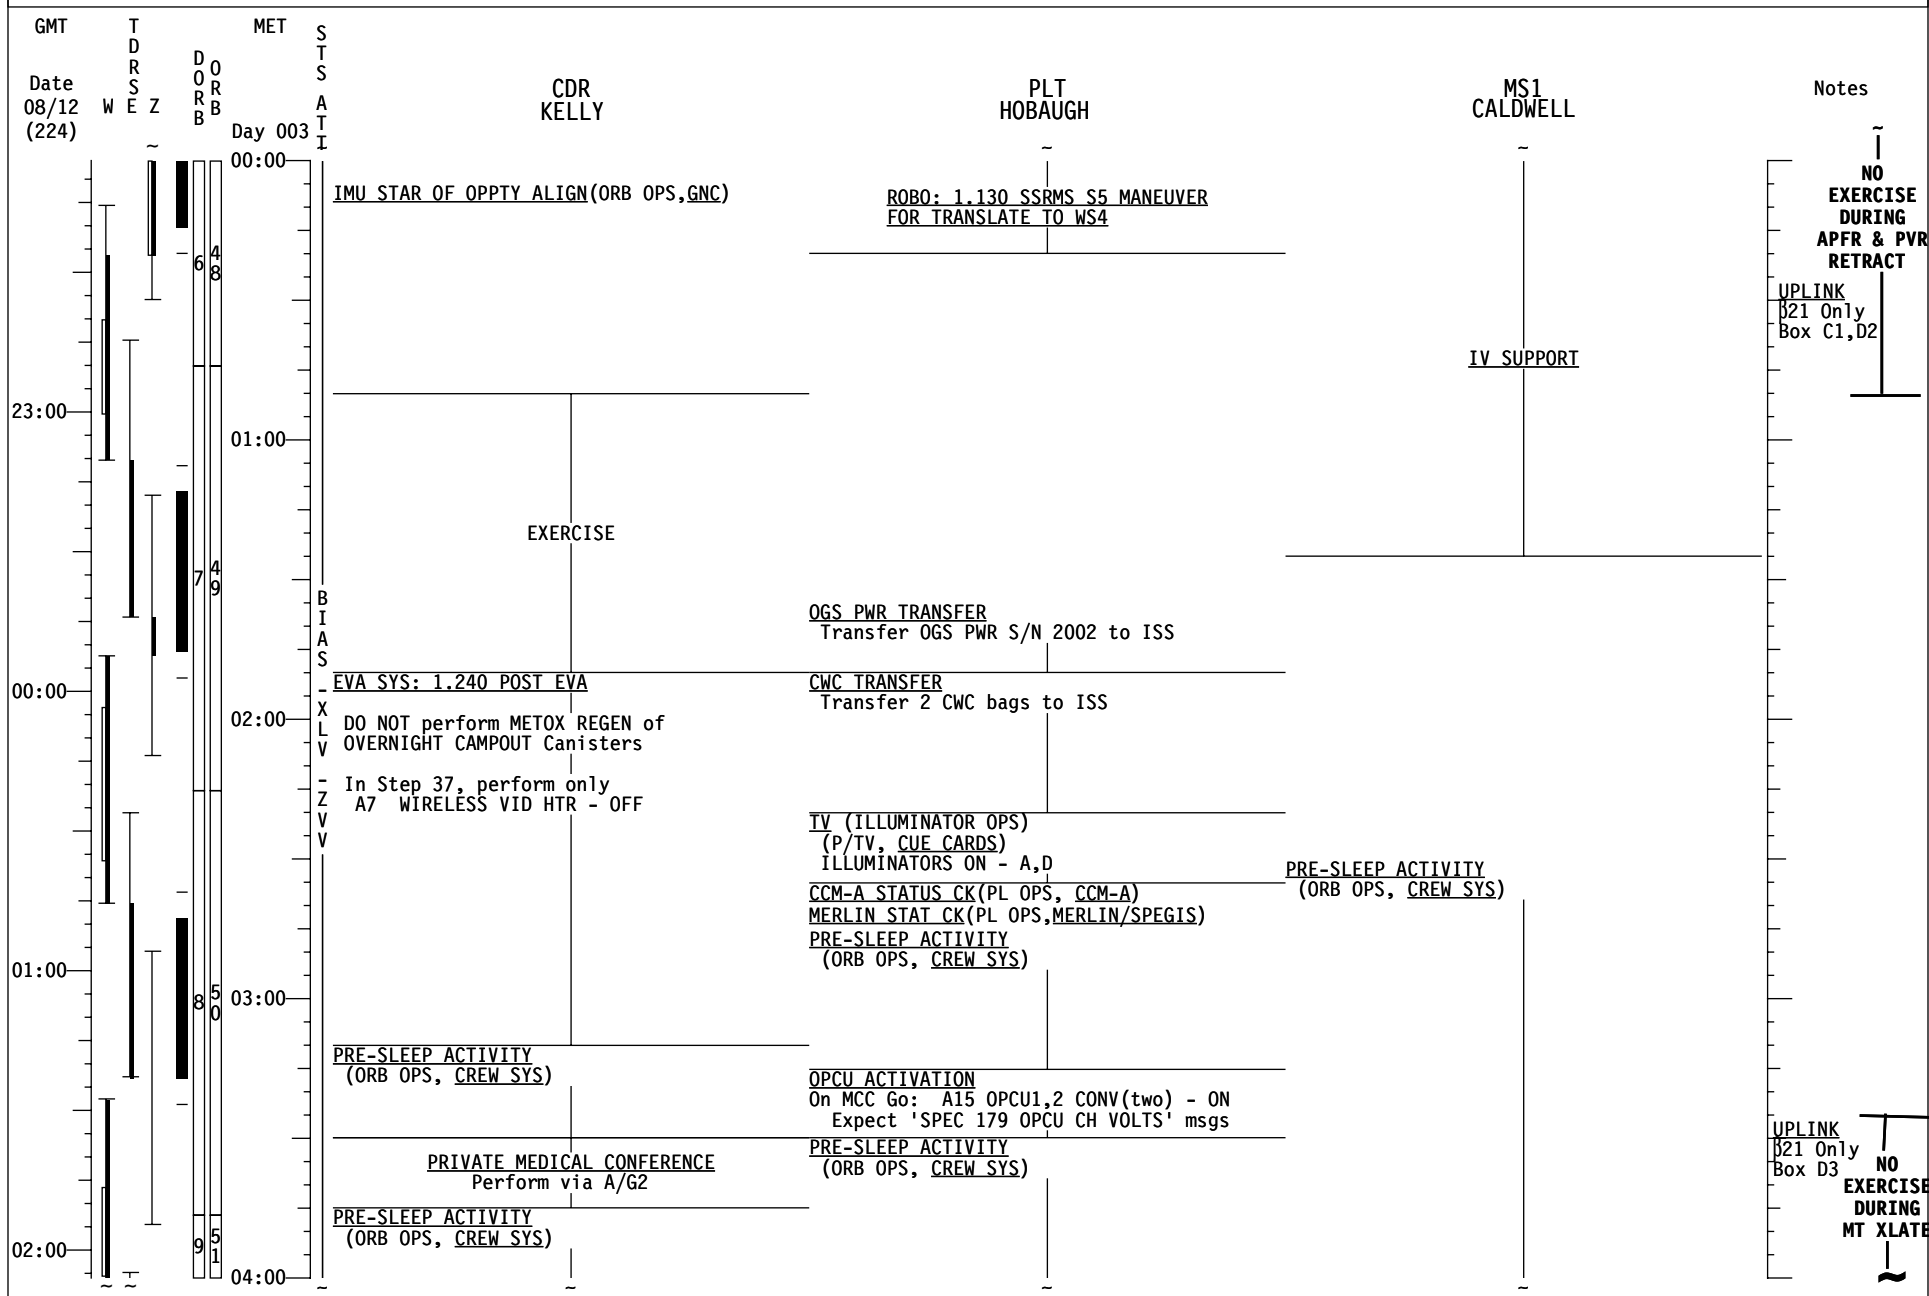 GMT
TDRS
MET
STS ATT
DORB
ORB
Date
08/12
(224)
W E Z
Day 003
CDR
KELLY
PLT
HOBAUGH
MS1
CALDWELL
Notes
~
~
~
~
00:00
IMU STAR OF OPPTY ALIGN(ORB OPS,GNC)
ROBO: 1.130 SSRMS S5 MANEUVER
FOR TRANSLATE TO WS4
NO
EXERCISE
DURING
APFR & PVR
RETRACT
6
48
UPLINK
β21 Only
Box C1,D2
IV SUPPORT
23:00
01:00
EXERCISE
7
49
BIAS -XLV -ZVV
OGS PWR TRANSFER
Transfer OGS PWR S/N 2002 to ISS
00:00
EVA SYS: 1.240 POST EVA
CWC TRANSFER
Transfer 2 CWC bags to ISS
02:00
DO NOT perform METOX REGEN of
OVERNIGHT CAMPOUT Canisters
In Step 37, perform only
A7 WIRELESS VID HTR - OFF
TV (ILLUMINATOR OPS)
(P/TV, CUE CARDS)
ILLUMINATORS ON - A,D
PRE-SLEEP ACTIVITY
(ORB OPS, CREW SYS)
CCM-A STATUS CK(PL OPS, CCM-A)
MERLIN STAT CK(PL OPS,MERLIN/SPEGIS)
PRE-SLEEP ACTIVITY
(ORB OPS, CREW SYS)
01:00
03:00
8
50
PRE-SLEEP ACTIVITY
(ORB OPS, CREW SYS)
OPCU ACTIVATION
On MCC Go: A15 OPCU1,2 CONV(two) - ON
Expect 'SPEC 179 OPCU CH VOLTS' msgs
PRE-SLEEP ACTIVITY
(ORB OPS, CREW SYS)
UPLINK
β21 Only
Box D3
NO
EXERCISE
DURING
MT XLATE
PRIVATE MEDICAL CONFERENCE
Perform via A/G2
PRE-SLEEP ACTIVITY
(ORB OPS, CREW SYS)
9
51
02:00
04:00
~ ~ ~ ~ ~ ~ ~